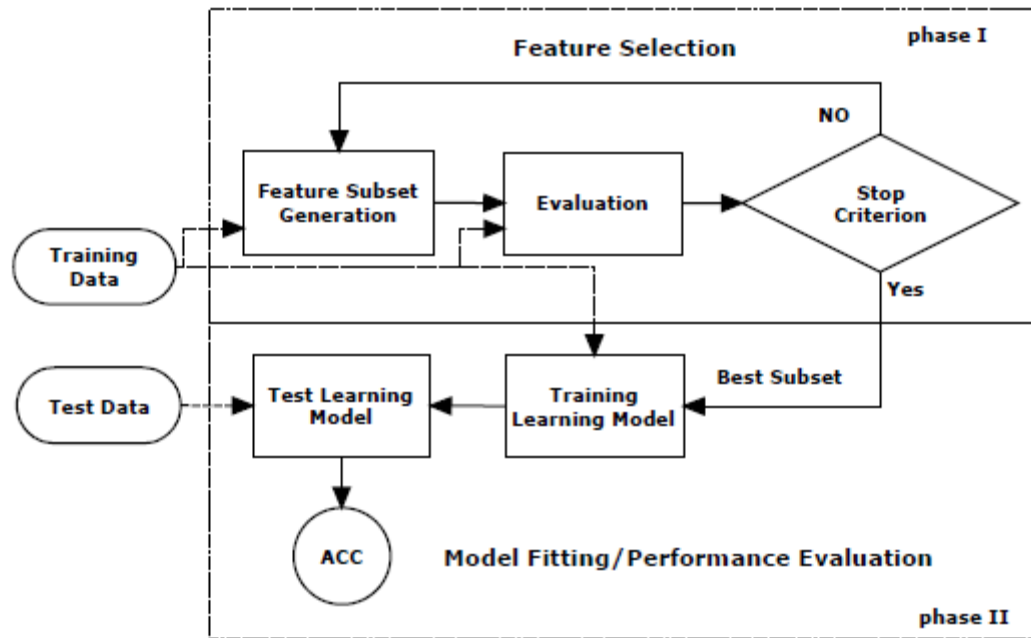 phase I
Feature Selection
NO
Feature Subset
Generation
Evaluation
Stop
Criterion
Training
Data
Yes
Test Data
Test Learning
Model
Training
Learning Model
Best Subset
ACC
Model Fitting/Performance Evaluation
phase II